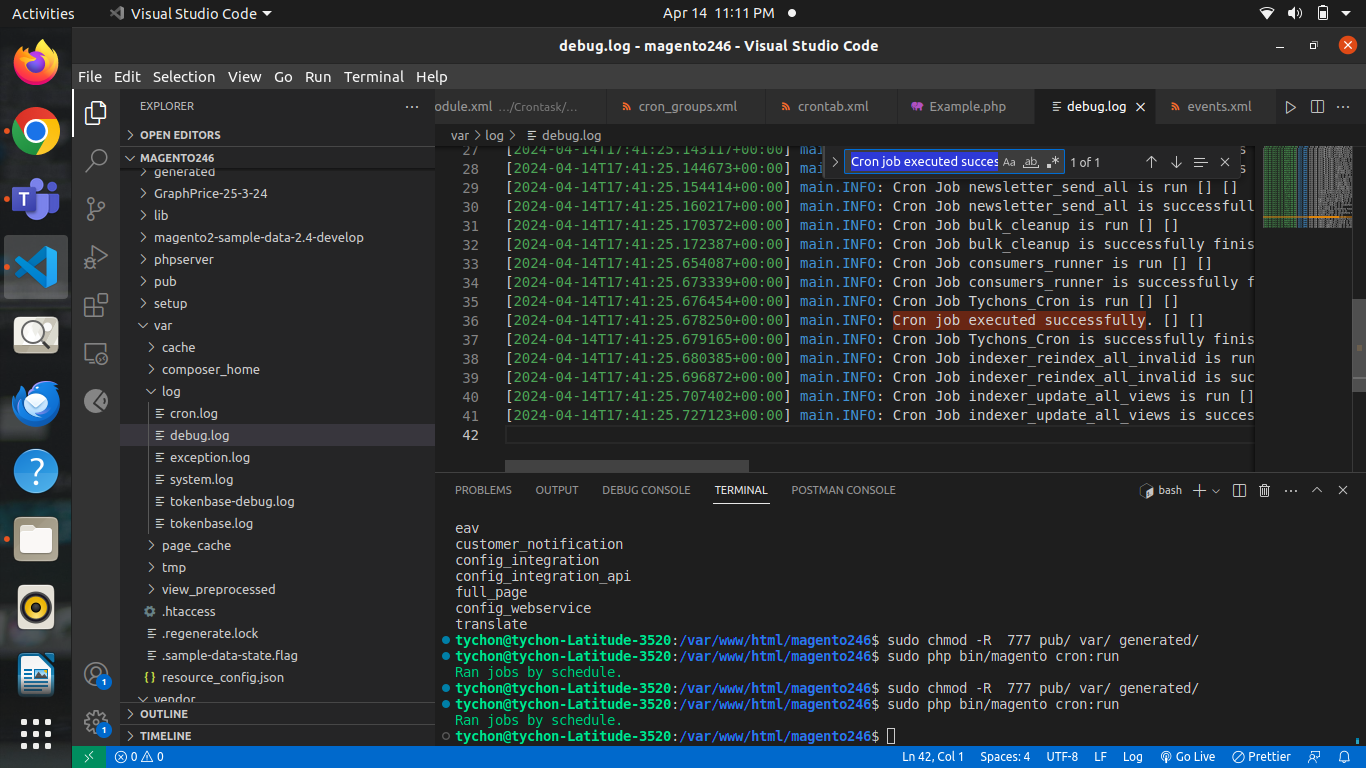 Activities
Visual Studio Code
Apr 14 11:11 PM
debug.log - magento246 - Visual Studio Code
File Edit Selection View Go Run Terminal Help
EXPLORER
OPEN EDITORS
MAGENTO246
generated
GraphPrice-25-3-24
lib
magento2-sample-data-2.4-develop
phpserver
pub
setup
var
cache
composer_home
log
cron.log
debug.log
exception.log
system.log
tokenbase-debug.log
tokenbase.log
page_cache
tmp
view_preprocessed
.htaccess
.regenerate.lock
.sample-data-state.flag
resource_config.json
vendor
OUTLINE
TIMELINE
1
1
odule.xml .../Crontask/... cron_groups.xml crontab.xml Example.php debug.log events.xml
var > log > debug.log
Cron job executed succes Aa ab 1 of 1
27 [2024-04-14T17:41:25.143117+00:00] mai
28 [2024-04-14T17:41:25.144673+00:00] mai
29 [2024-04-14T17:41:25.154414+00:00] main.INFO: Cron Job newsletter_send_all is run [] []
30 [2024-04-14T17:41:25.160217+00:00] main.INFO: Cron Job newsletter_send_all is successfull
31 [2024-04-14T17:41:25.170372+00:00] main.INFO: Cron Job bulk_cleanup is run [] []
32 [2024-04-14T17:41:25.172387+00:00] main.INFO: Cron Job bulk_cleanup is successfully finis
33 [2024-04-14T17:41:25.654087+00:00] main.INFO: Cron Job consumers_runner is run [] []
34 [2024-04-14T17:41:25.673339+00:00] main.INFO: Cron Job consumers_runner is successfully f
35 [2024-04-14T17:41:25.676454+00:00] main.INFO: Cron Job Tychons_Cron is run [] []
36 [2024-04-14T17:41:25.678250+00:00] main.INFO: Cron job executed successfully. [] []
37 [2024-04-14T17:41:25.679165+00:00] main.INFO: Cron Job Tychons_Cron is successfully finis
38 [2024-04-14T17:41:25.680385+00:00] main.INFO: Cron Job indexer_reindex_all_invalid is run
39 [2024-04-14T17:41:25.696872+00:00] main.INFO: Cron Job indexer_reindex_all_invalid is suc
40 [2024-04-14T17:41:25.707402+00:00] main.INFO: Cron Job indexer_update_all_views is run []
41 [2024-04-14T17:41:25.727123+00:00] main.INFO: Cron Job indexer_update_all_views is succes
42
PROBLEMS OUTPUT DEBUG CONSOLE TERMINAL POSTMAN CONSOLE bash
eav
customer_notification
config_integration
config_integration_api
full_page
config_webservice
translate
tychon@tychon-Latitude-3520:/var/www/html/magento246$ sudo chmod -R  777 pub/ var/ generated/
tychon@tychon-Latitude-3520:/var/www/html/magento246$ sudo php bin/magento cron:run
Ran jobs by schedule.
tychon@tychon-Latitude-3520:/var/www/html/magento246$ sudo chmod -R  777 pub/ var/ generated/
tychon@tychon-Latitude-3520:/var/www/html/magento246$ sudo php bin/magento cron:run
Ran jobs by schedule.
tychon@tychon-Latitude-3520:/var/www/html/magento246$
0 0 Ln 42, Col 1 Spaces: 4 UTF-8 LF Log Go Live Prettier